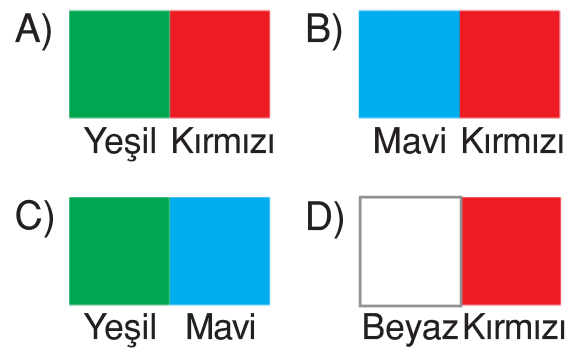 A) B)
Yeşil Kırmızı Mavi Kırmızı
C) D)
Yeşil Mavi Beyaz Kırmızı